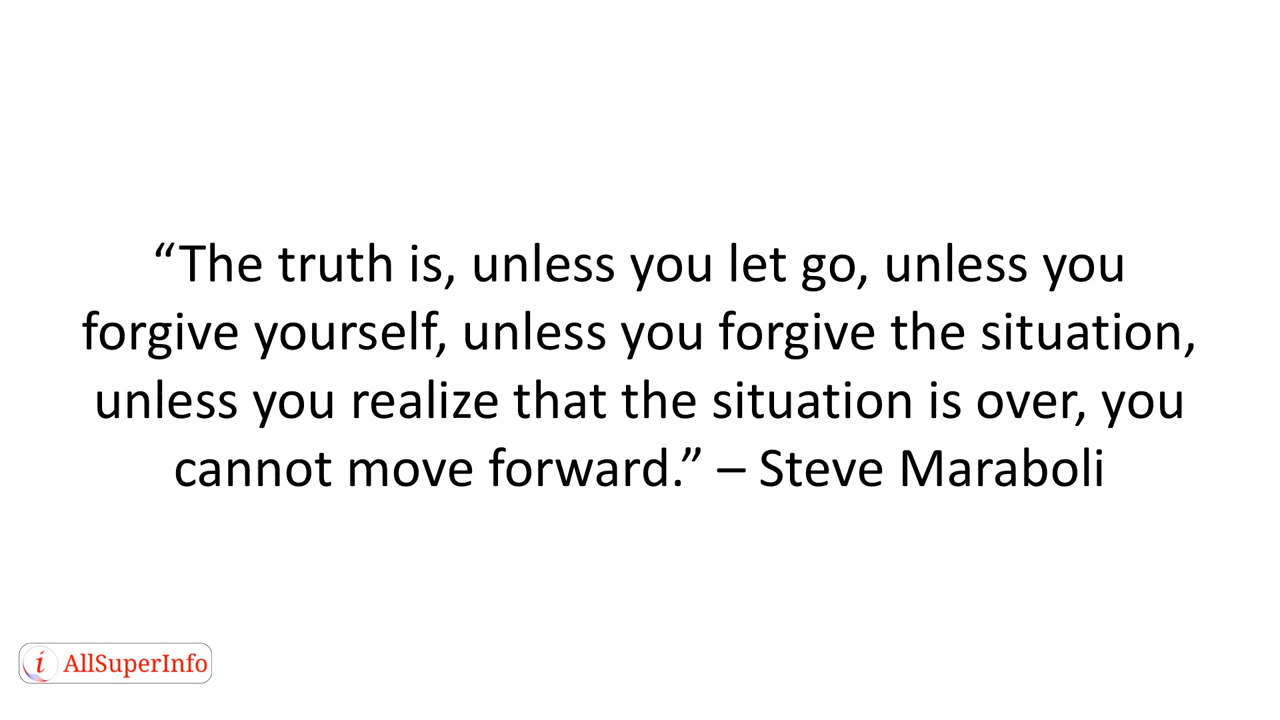 “The truth is, unless you let go, unless you
forgive yourself, unless you forgive the situation,
unless you realize that the situation is over, you
cannot move forward.” – Steve Maraboli
i AllSuperInfo